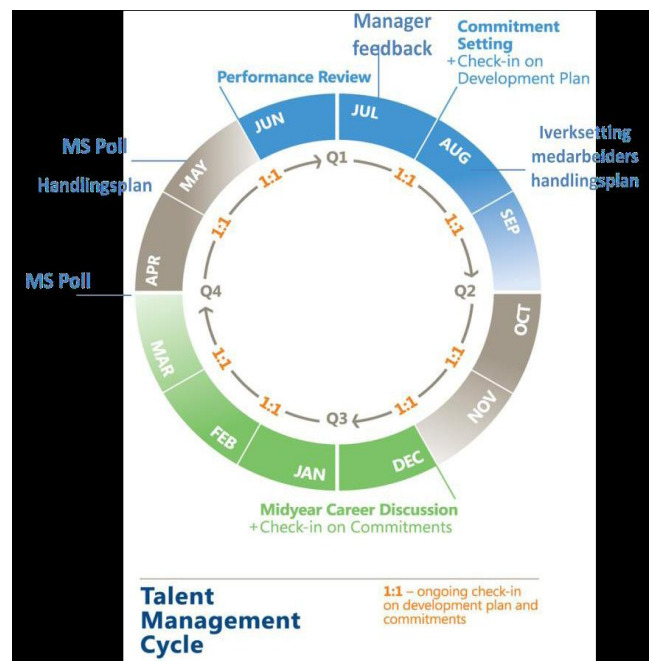 Manager
feedback
Commitment
Setting
+Check-in on
Development Plan
Performance Review
MS Poll
Handlingsplan
Iverksetting
medarbeiders
handlingsplan
MS Poll
JUN
JUL
AUG
SEP
OCT
NOV
DEC
JAN
FEB
MAR
APR
MAY
Q1
1:1
1:1
Q2
1:1
1:1
Q3
1:1
1:1
Q4
1:1
1:1
Midyear Career Discussion
+Check-in on Commitments
Talent
Management
Cycle
1:1 – ongoing check-in
on development plan and
commitments